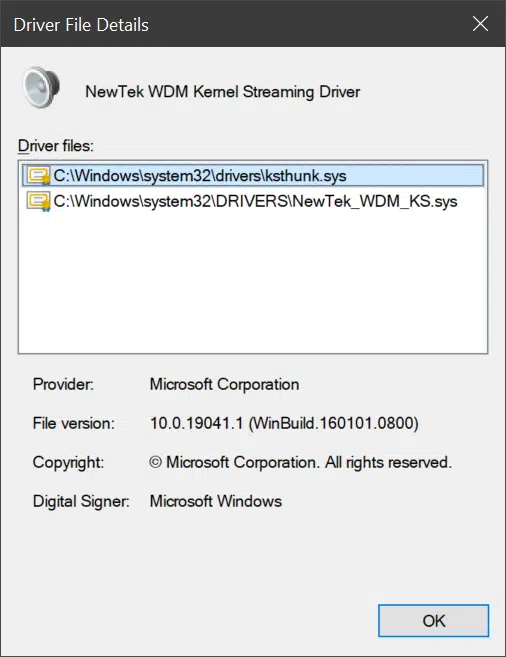 Driver File Details
NewTek WDM Kernel Streaming Driver
Driver files:
C:\Windows\system32\drivers\ksthunk.sys
C:\Windows\system32\DRIVERS\NewTek_WDM_KS.sys
Provider: Microsoft Corporation
File version: 10.0.19041.1 (WinBuild.160101.0800)
Copyright: © Microsoft Corporation. All rights reserved.
Digital Signer: Microsoft Windows
OK